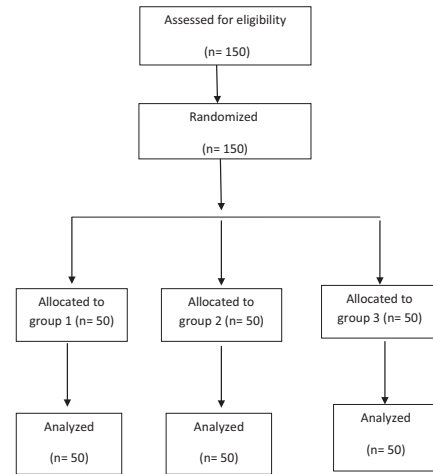 Assessed for eligibility
(n= 150)
Randomized
(n= 150)
Allocated to
group 1 (n= 50)
Allocated to
group 2 (n= 50)
Allocated to
group 3 (n= 50)
Analyzed
(n= 50)
Analyzed
(n= 50)
Analyzed
(n= 50)